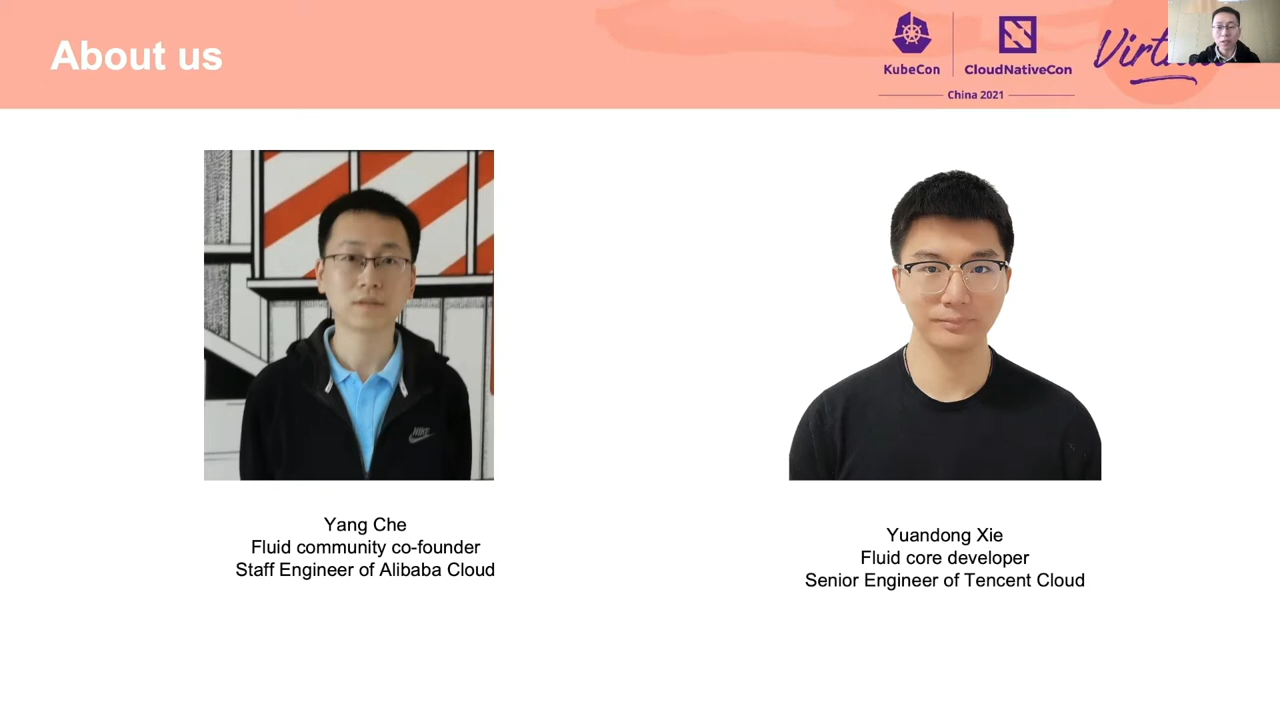 About us
KubeCon
CloudNativeCon
China 2021
NIKE
Yang Che
Fluid community co-founder
Staff Engineer of Alibaba Cloud
Yuandong Xie
Fluid core developer
Senior Engineer of Tencent Cloud